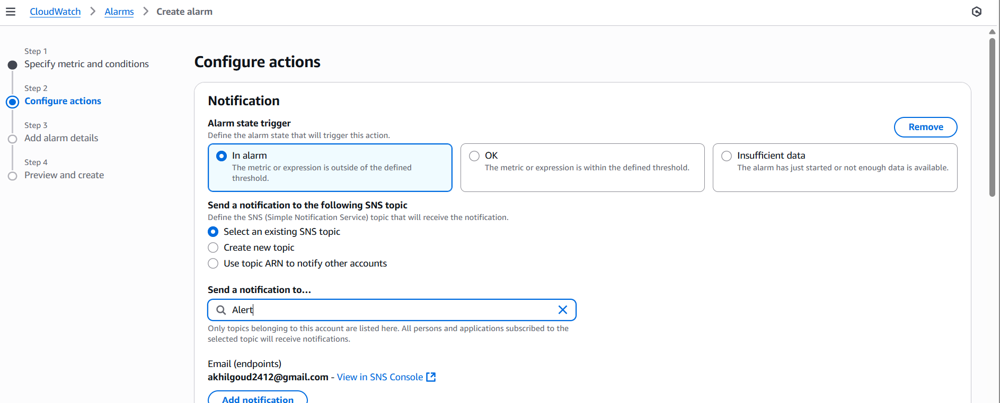 CloudWatch > Alarms > Create alarm
Step 1
Specify metric and conditions
Step 2
Configure actions
Step 3
Add alarm details
Step 4
Preview and create
Configure actions
Notification
Alarm state trigger
Define the alarm state that will trigger this action.
Remove
In alarm
The metric or expression is outside of the defined
threshold.
OK
The metric or expression is within the defined threshold.
Insufficient data
The alarm has just started or not enough data is available.
Send a notification to the following SNS topic
Define the SNS (Simple Notification Service) topic that will receive the notification.
Select an existing SNS topic
Create new topic
Use topic ARN to notify other accounts
Send a notification to…
Alert
Only topics belonging to this account are listed here. All persons and applications subscribed to the
selected topic will receive notifications.
Email (endpoints)
akhilgoud2412@gmail.com - View in SNS Console
Add notification